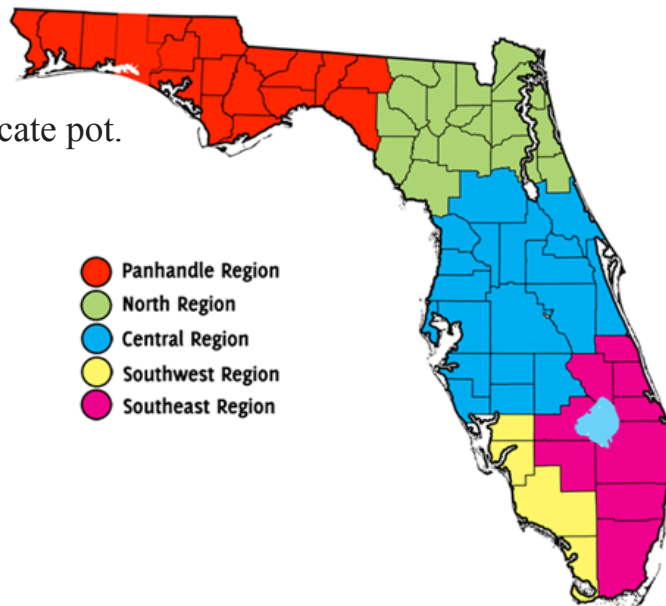 cate pot.
Panhandle Region
North Region
Central Region
Southwest Region
Southeast Region